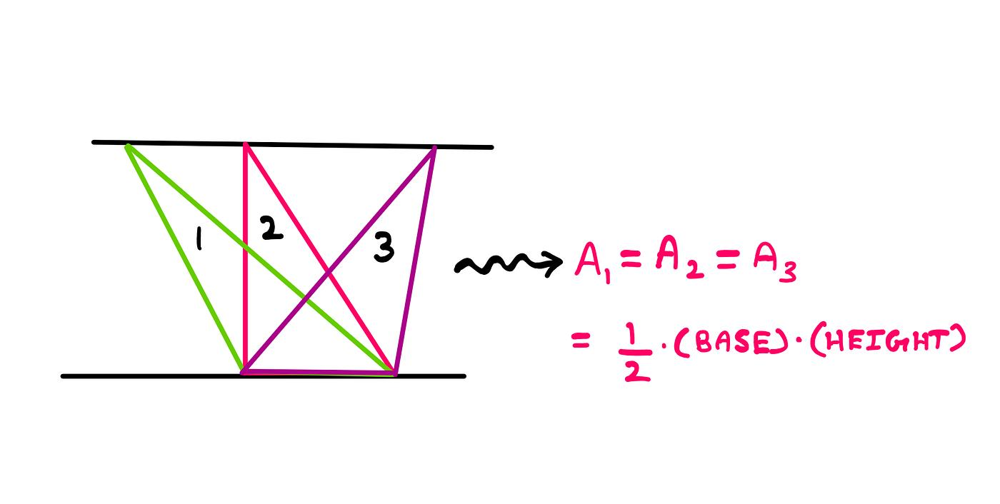 1
2
3
A₁ = A₂ = A₃
= 1/2 · (BASE) · (HEIGHT)